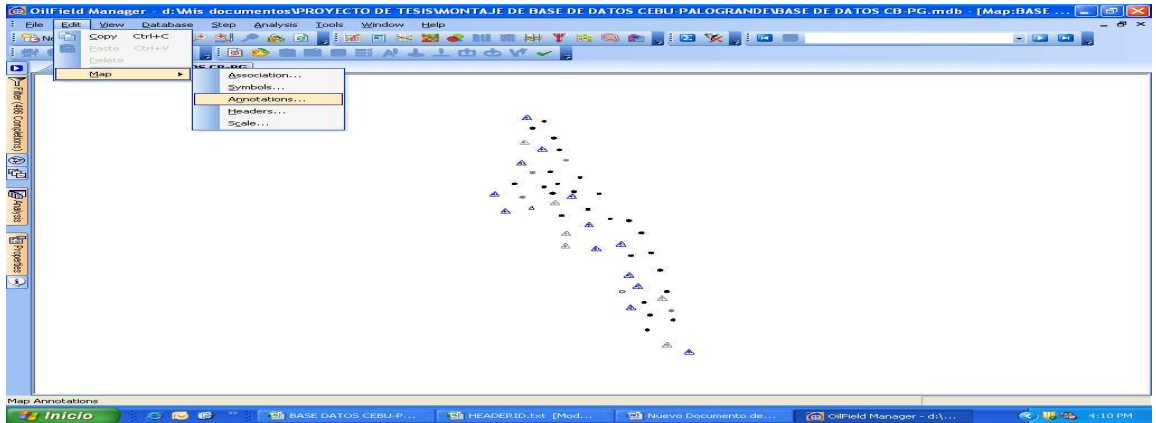 OilField Manager - d:\Mis documentos\PROYECTO DE TESIS\MONTAJE DE BASE DE DATOS CEBU-PALOGRANDE\BASE DE DATOS CB-PG.mdb - [Map:BASE ...
File Edit View Database Step Analysis Tools Window Help
Copy Ctrl+C
Paste Ctrl+V
Delete
Map
Association...
Symbols...
Annotations...
Headers...
Scale...
Filter (486 Completions)
Analysis
Properties
Map Annotations
Inicio
BASE DATOS CEBU-P...
HEADERID.txt [Mod...
Nuevo Documento de...
OilField Manager - d:\...
4:10 PM